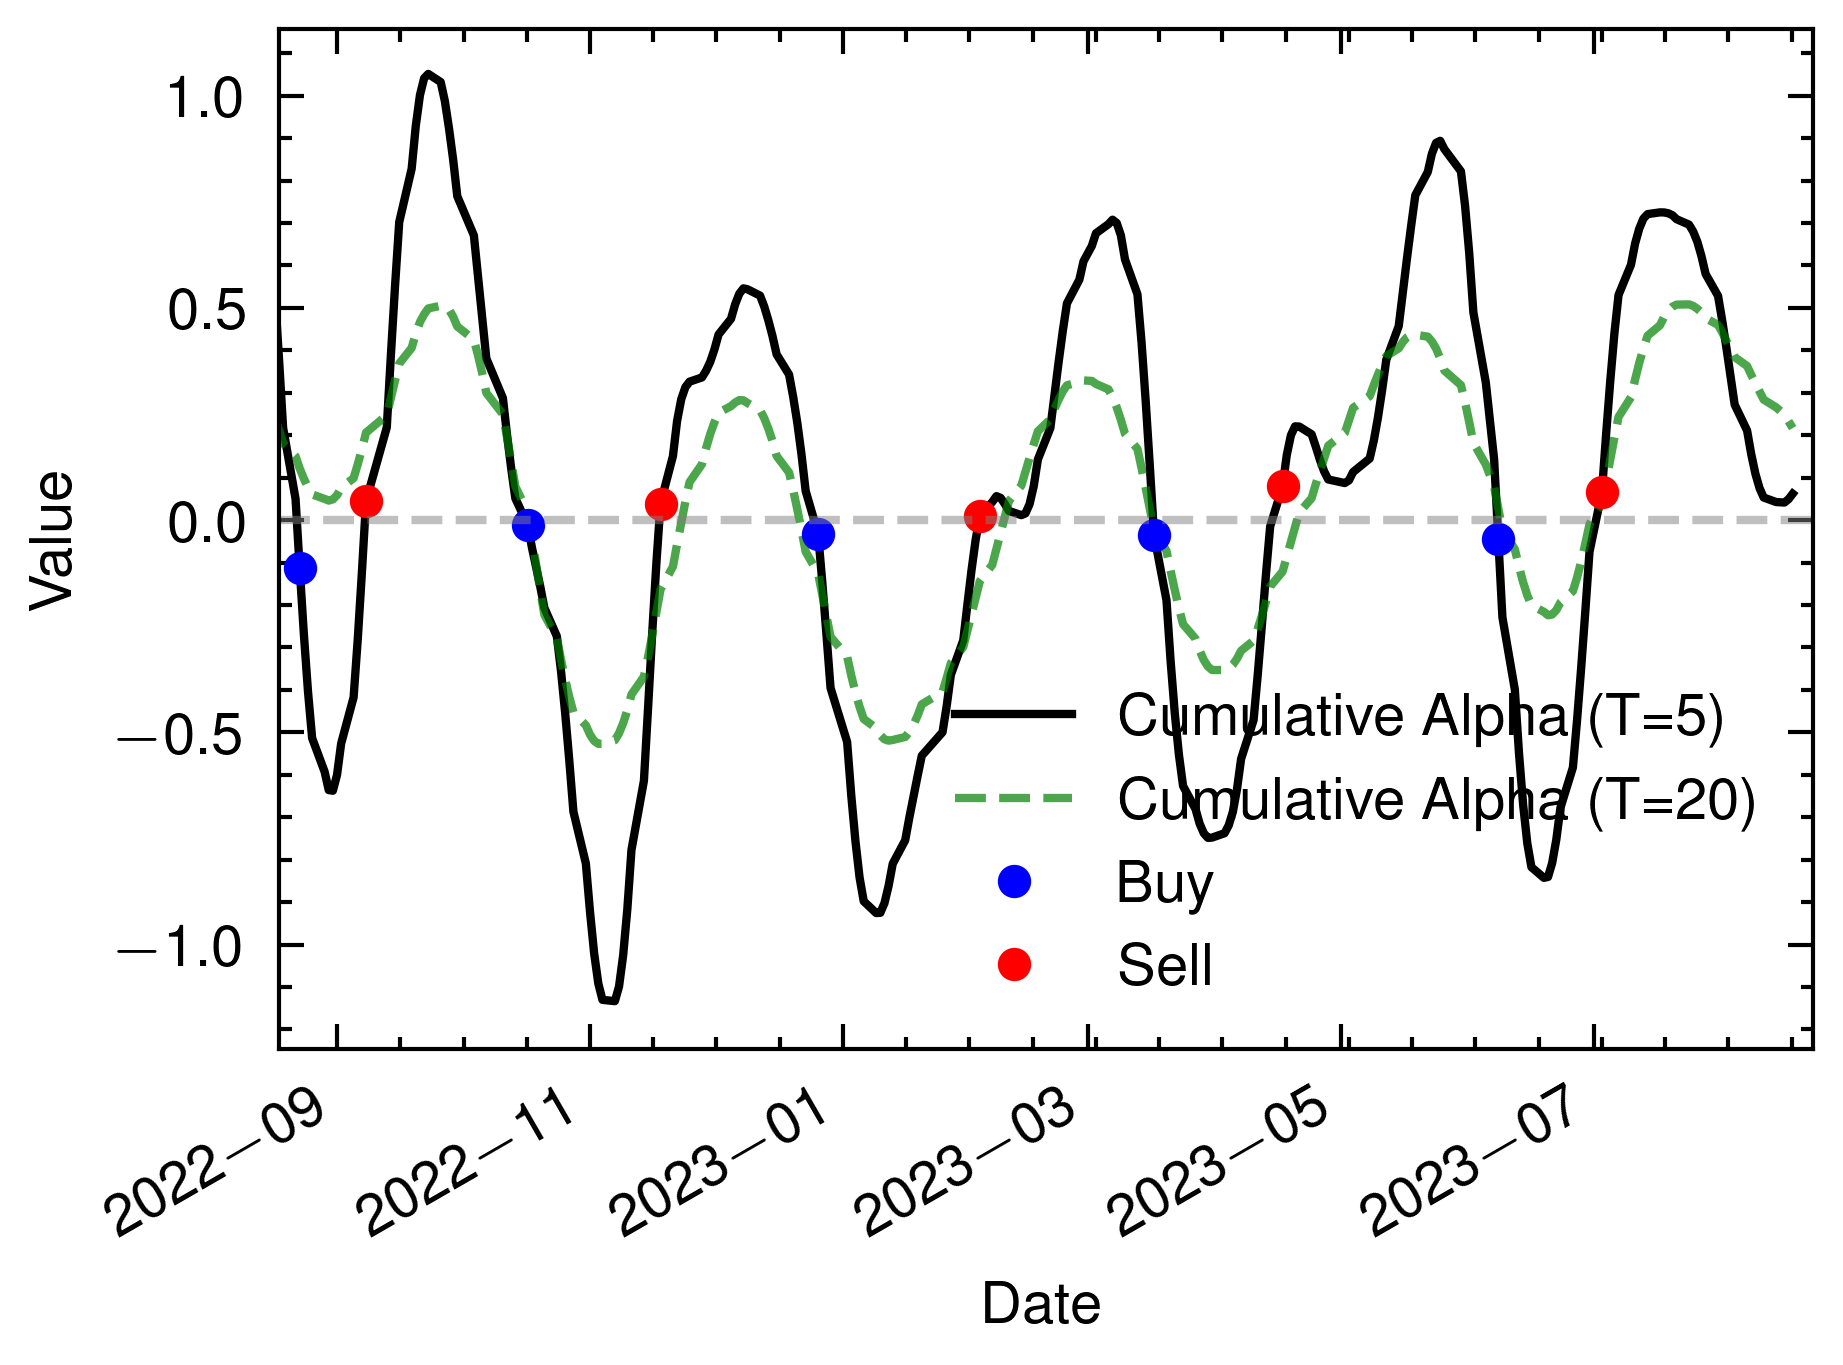 1.0
0.5
0.0
−0.5
−1.0
Value
Cumulative Alpha (T=5)
Cumulative Alpha (T=20)
Buy
Sell
2022−09
2022−11
2023−01
2023−03
2023−05
2023−07
Date